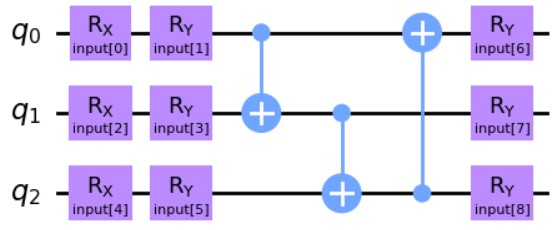 q0 RX input[0] RY input[1] RY input[6]
q1 RX input[2] RY input[3] RY input[7]
q2 RX input[4] RY input[5] RY input[8]